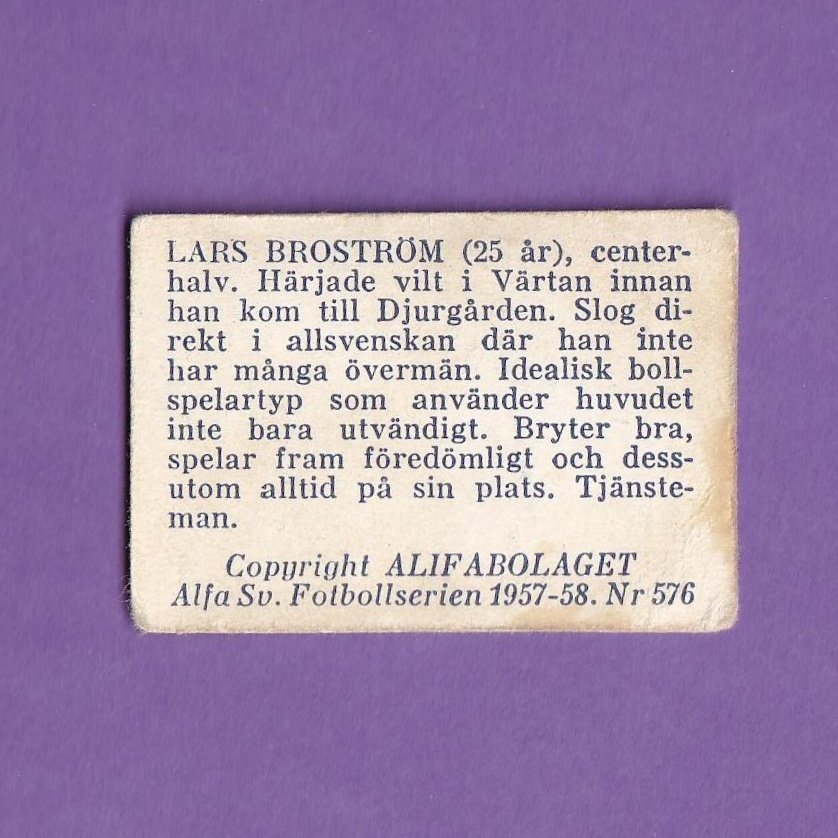 LARS BROSTRÖM (25 år), center-
halv. Härjade vilt i Värtan innan
han kom till Djurgården. Slog di-
rekt i allsvenskan där han inte
har många övermän. Idealisk boll-
spelartyp som använder huvudet
inte bara utvändigt. Bryter bra,
spelar fram föredömligt och dess-
utom alltid på sin plats. Tjänste-
man.
Copyright ALIFABOLAGET
Alfa Sv. Fotbollserien 1957-58. Nr 576